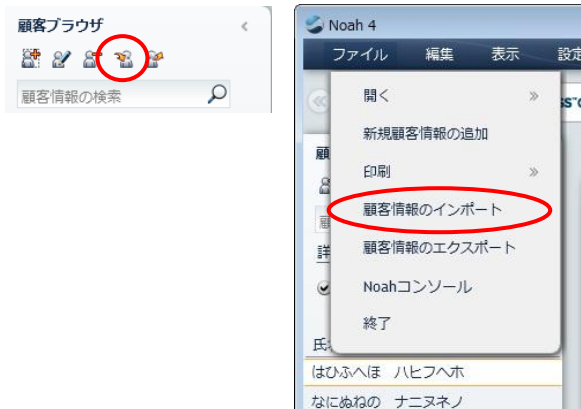 顧客ブラウザ
顧客情報の検索
Noah 4
ファイル 編集 表示 設定
開く
新規顧客情報の追加
印刷
顧客情報のインポート
顧客情報のエクスポート
Noahコンソール
終了
はひふへほ ハヒフヘホ
なにぬねの ナニヌネノ